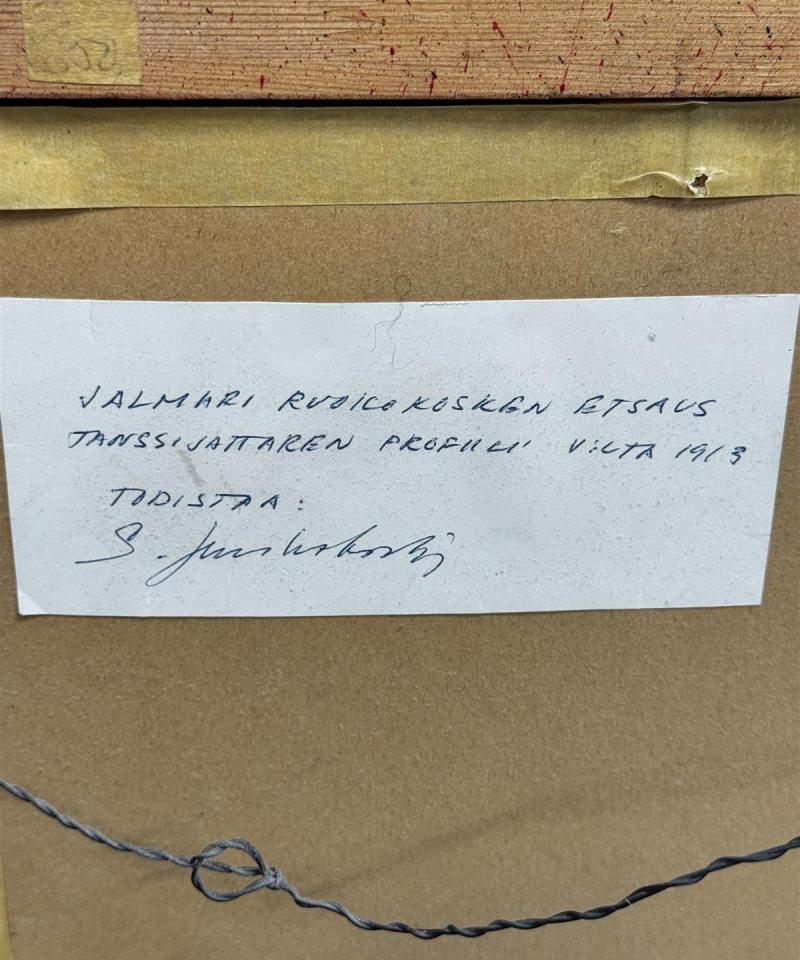 JALMARI RUOKOKOSKEN ETSAUS
TANSSIJATTAREN PROFIILI V:LTA 1913
TODISTAA:
S.